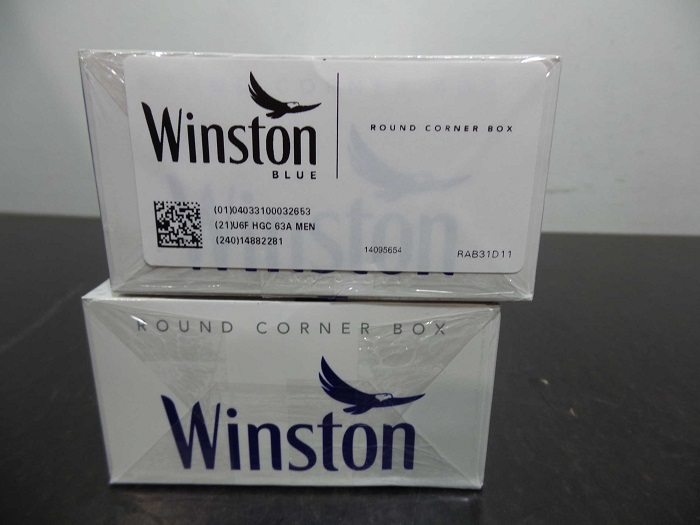 Winston
BLUE
ROUND CORNER BOX
(01)04033100032653
(21)U6F HGC 63A MEN
(240)14882281
14095654
RAB31D11
Winston
ROUND CORNER BOX
Winston